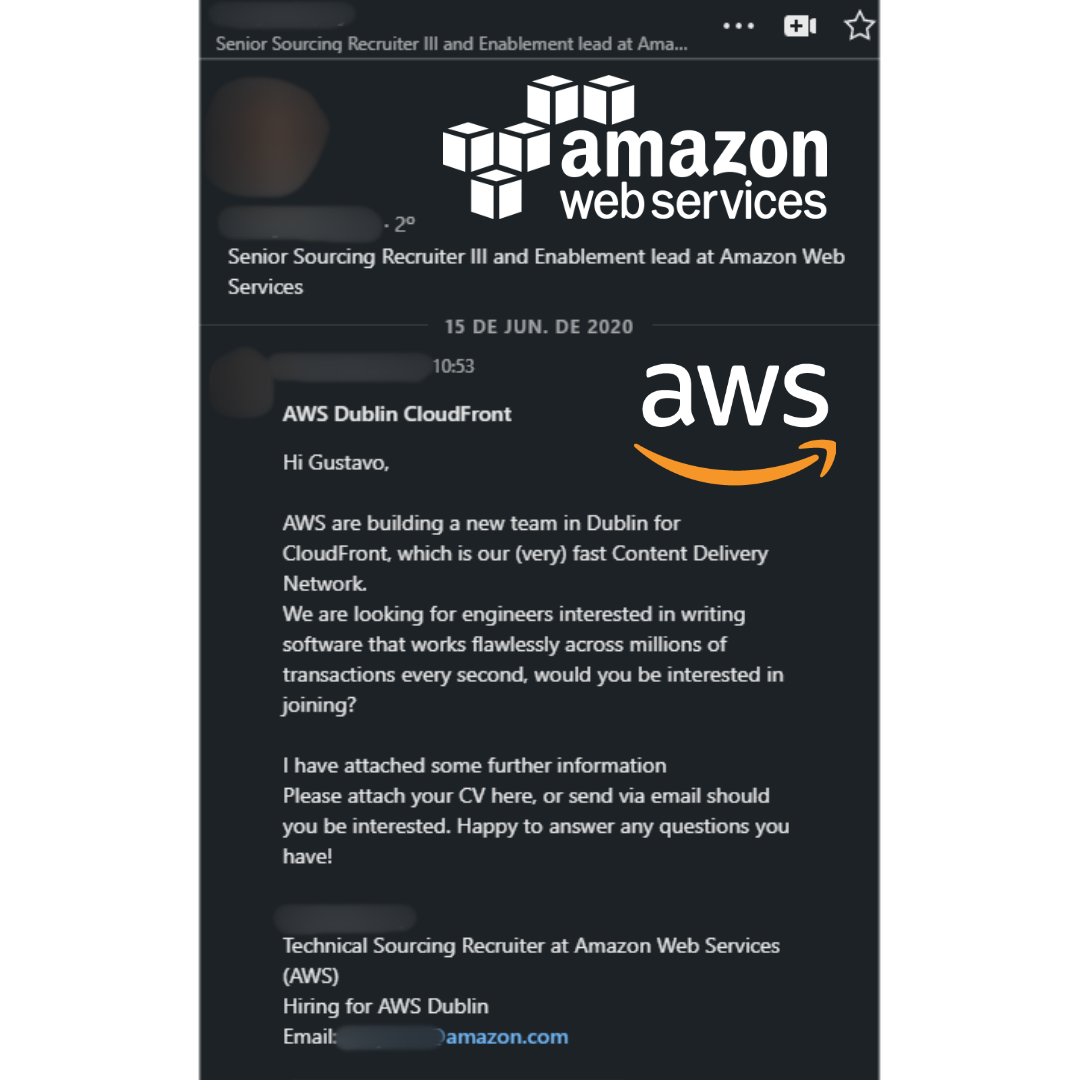 Senior Sourcing Recruiter III and Enablement lead at Ama...
amazon
web services
· 2º
Senior Sourcing Recruiter III and Enablement lead at Amazon Web
Services
15 DE JUN. DE 2020
10:53
aws
AWS Dublin CloudFront
Hi Gustavo,
AWS are building a new team in Dublin for
CloudFront, which is our (very) fast Content Delivery
Network.
We are looking for engineers interested in writing
software that works flawlessly across millions of
transactions every second, would you be interested in
joining?
I have attached some further information
Please attach your CV here, or send via email should
you be interested. Happy to answer any questions you
have!
Technical Sourcing Recruiter at Amazon Web Services
(AWS)
Hiring for AWS Dublin
Email: @amazon.com